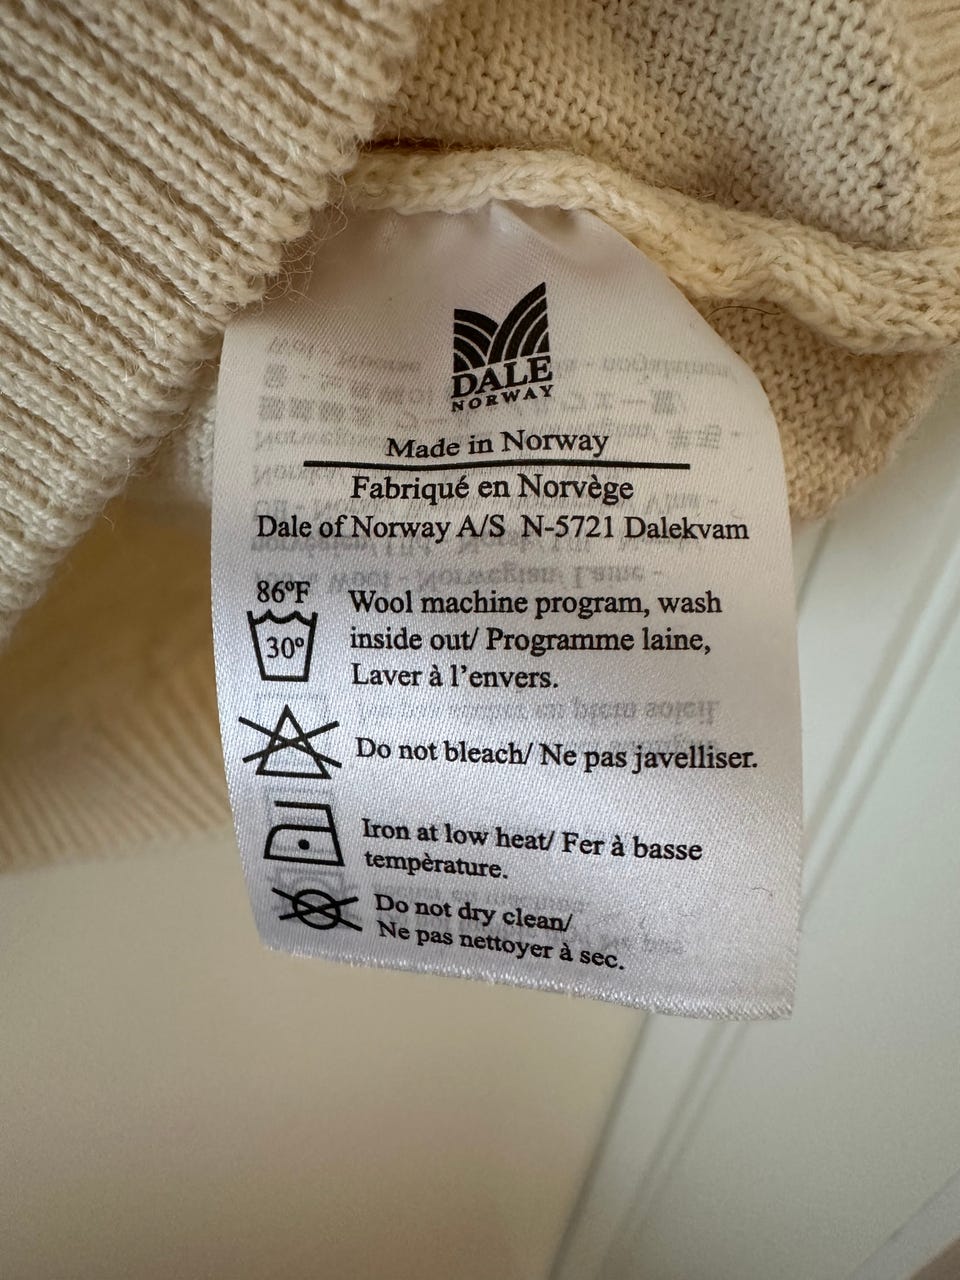 DALE
NORWAY
Made in Norway
Fabriqué en Norvège
Dale of Norway A/S N-5721 Dalekvam
86ºF
30º
Wool machine program, wash
inside out/ Programme laine,
Laver à l'envers.
Do not bleach/ Ne pas javelliser.
Iron at low heat/ Fer à basse
tempèrature.
Do not dry clean/
Ne pas nettoyer à sec.